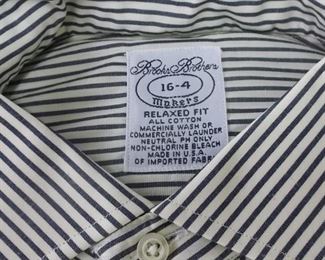 Brooks Brothers
16-4
Makers
RELAXED FIT
ALL COTTON
MACHINE WASH OR
COMMERCIALLY LAUNDER
NEUTRAL PH ONLY
NON-CHLORINE BLEACH
MADE IN U.S.A.
OF IMPORTED FABRIC